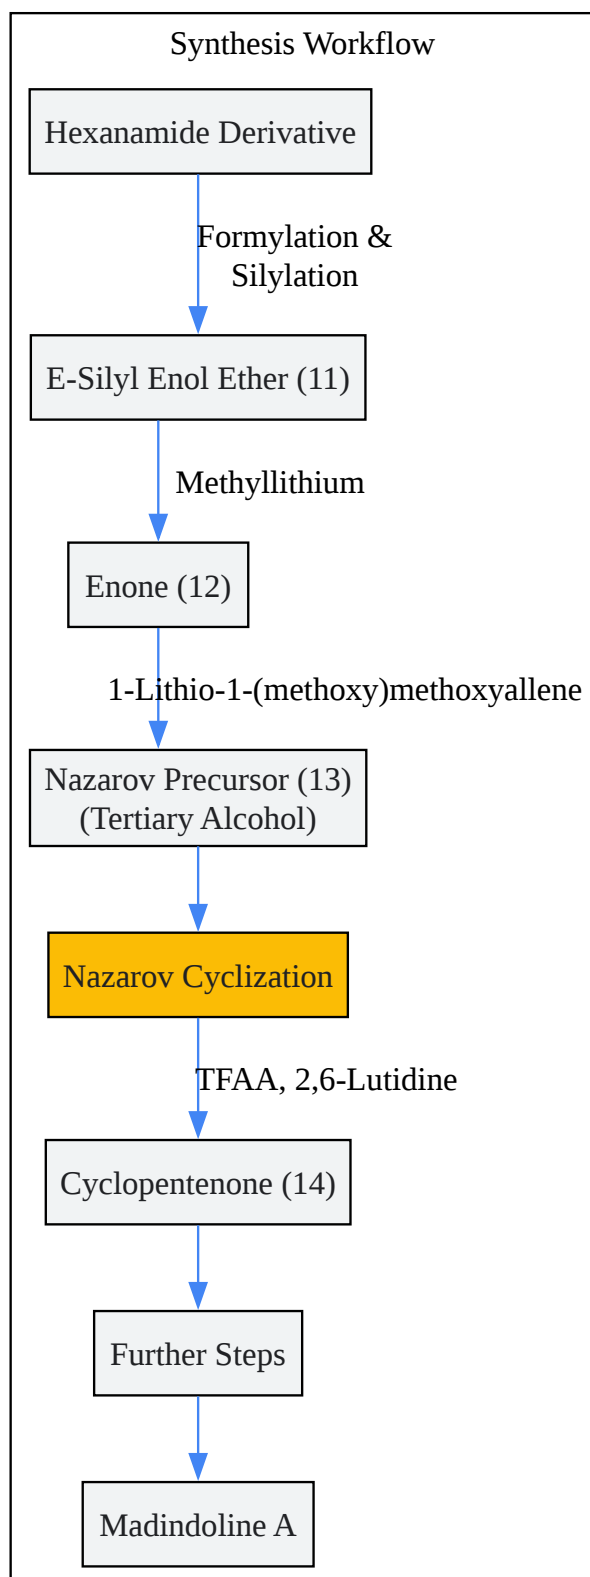 Synthesis Workflow
Hexanamide Derivative
Formylation &
Silylation
E-Silyl Enol Ether (11)
Methyllithium
Enone (12)
1-Lithio-1-(methoxy)methoxyallene
Nazarov Precursor (13)
(Tertiary Alcohol)
Nazarov Cyclization
TFAA, 2,6-Lutidine
Cyclopentenone (14)
Further Steps
Madindoline A